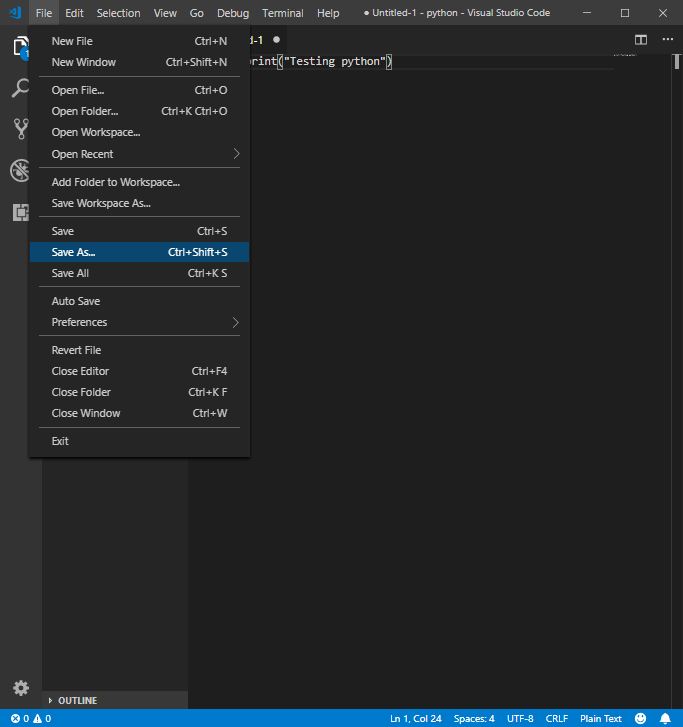 File Edit Selection View Go Debug Terminal Help ● Untitled-1 - python - Visual Studio Code
1
New File Ctrl+N
New Window Ctrl+Shift+N
Open File... Ctrl+O
Open Folder... Ctrl+K Ctrl+O
Open Workspace...
Open Recent
Add Folder to Workspace...
Save Workspace As...
Save Ctrl+S
Save As... Ctrl+Shift+S
Save All Ctrl+K S
Auto Save
Preferences
Revert File
Close Editor Ctrl+F4
Close Folder Ctrl+K F
Close Window Ctrl+W
Exit
d-1 ●
rint("Testing python")
OUTLINE
0 0 Ln 1, Col 24 Spaces: 4 UTF-8 CRLF Plain Text